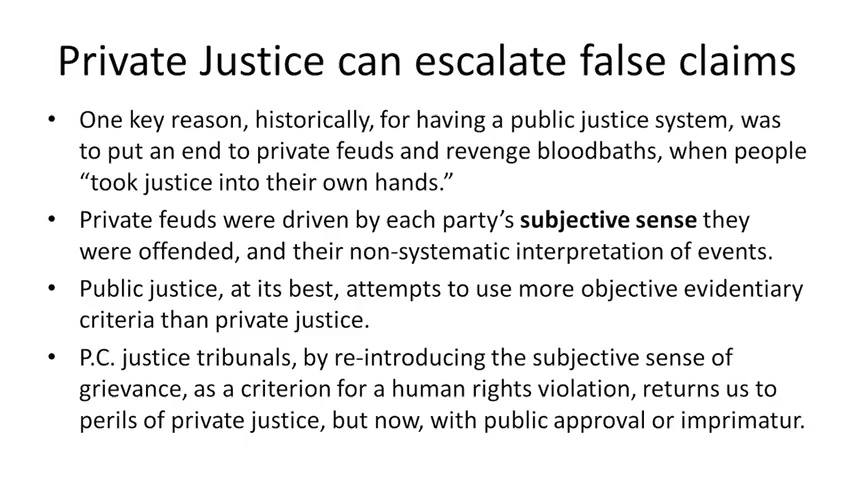 Private Justice can escalate false claims
• One key reason, historically, for having a public justice system, was
to put an end to private feuds and revenge bloodbaths, when people
“took justice into their own hands.”
• Private feuds were driven by each party’s subjective sense they
were offended, and their non-systematic interpretation of events.
• Public justice, at its best, attempts to use more objective evidentiary
criteria than private justice.
• P.C. justice tribunals, by re-introducing the subjective sense of
grievance, as a criterion for a human rights violation, returns us to
perils of private justice, but now, with public approval or imprimatur.